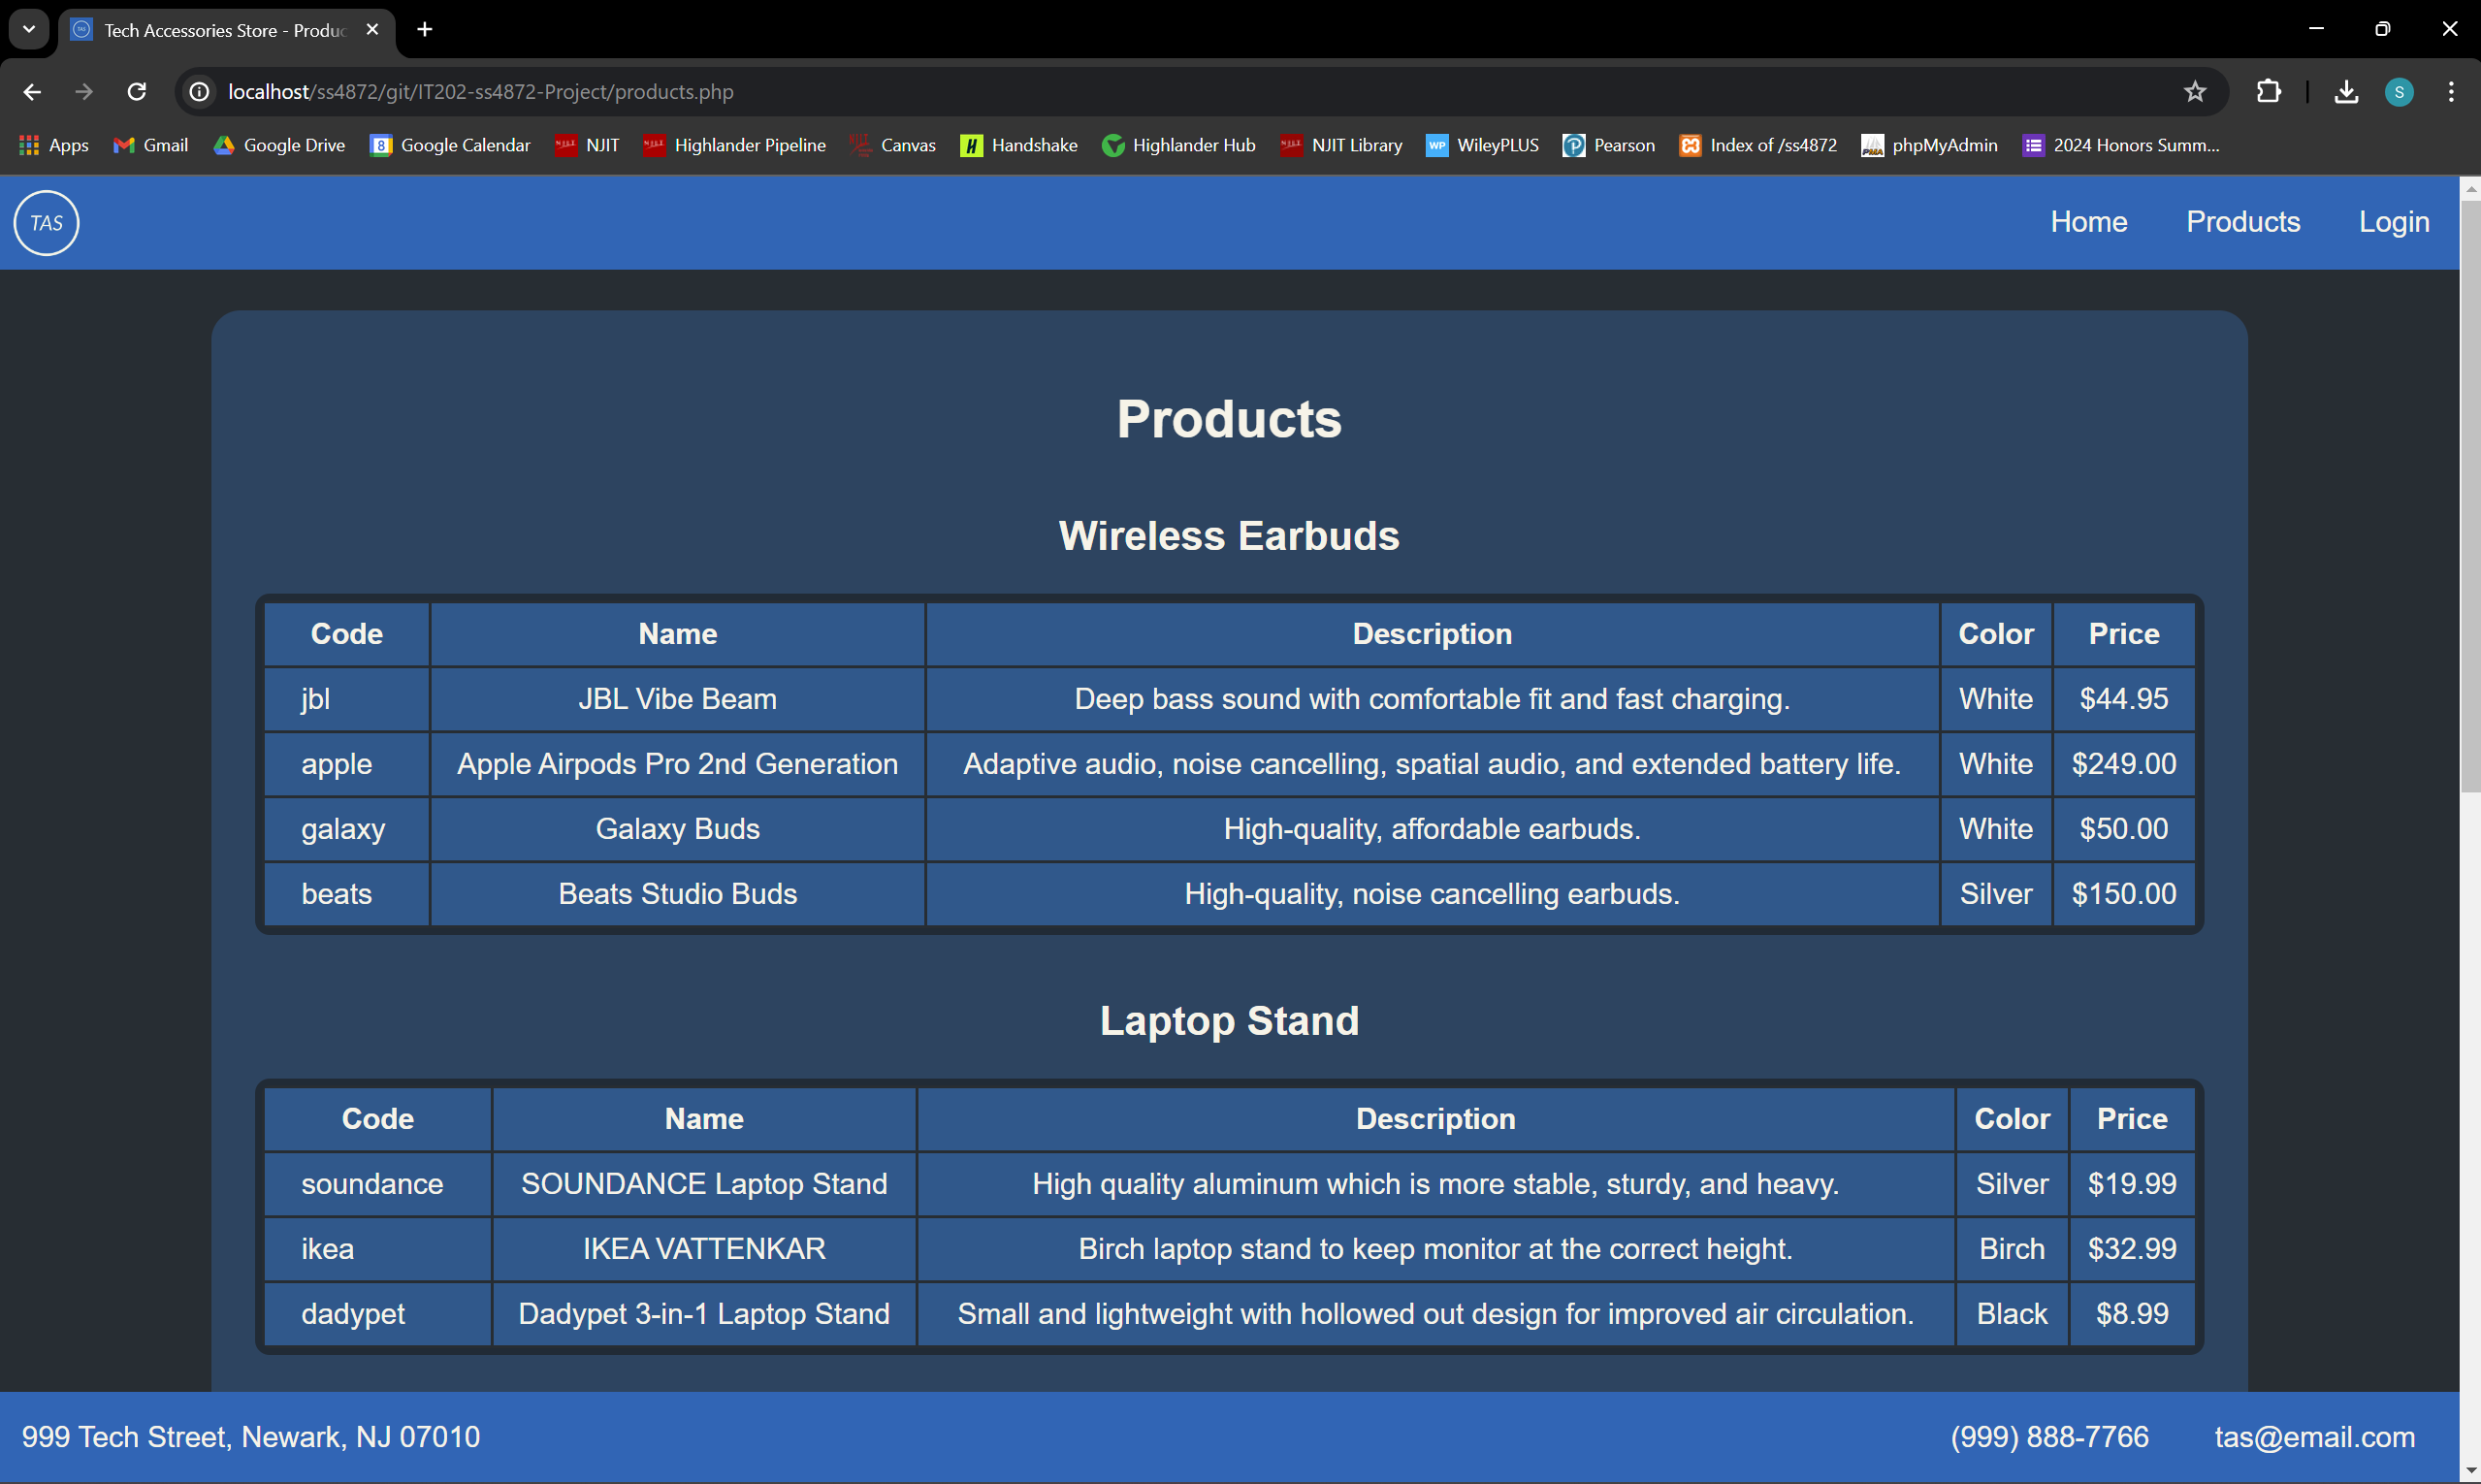 Tech Accessories Store - Produc
localhost/ss4872/git/IT202-ss4872-Project/products.php
S
Apps Gmail Google Drive 8 Google Calendar NJIT NJIT Highlander Pipeline Canvas H Handshake Highlander Hub NJIT NJIT Library WP WileyPLUS P Pearson Index of /ss4872 PMA phpMyAdmin 2024 Honors Summ...
TAS Home Products Login
Products
Wireless Earbuds
Code Name Description Color Price
jbl JBL Vibe Beam Deep bass sound with comfortable fit and fast charging. White $44.95
apple Apple Airpods Pro 2nd Generation Adaptive audio, noise cancelling, spatial audio, and extended battery life. White $249.00
galaxy Galaxy Buds High-quality, affordable earbuds. White $50.00
beats Beats Studio Buds High-quality, noise cancelling earbuds. Silver $150.00
Laptop Stand
Code Name Description Color Price
soundance SOUNDANCE Laptop Stand High quality aluminum which is more stable, sturdy, and heavy. Silver $19.99
ikea IKEA VATTENKAR Birch laptop stand to keep monitor at the correct height. Birch $32.99
dadypet Dadypet 3-in-1 Laptop Stand Small and lightweight with hollowed out design for improved air circulation. Black $8.99
999 Tech Street, Newark, NJ 07010 (999) 888-7766 tas@email.com